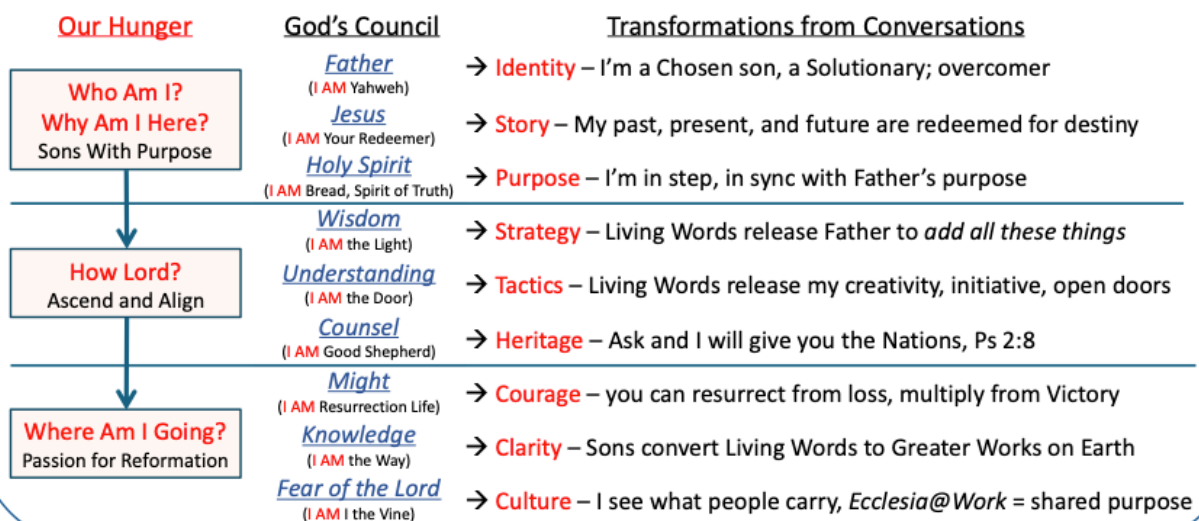 Our Hunger
God's Council
Transformations from Conversations
Who Am I?
Why Am I Here?
Sons With Purpose
Father
(I AM Yahweh)
→ Identity – I'm a Chosen son, a Solutionary; overcomer
Jesus
(I AM Your Redeemer)
→ Story – My past, present, and future are redeemed for destiny
Holy Spirit
(I AM Bread, Spirit of Truth)
→ Purpose – I'm in step, in sync with Father's purpose
How Lord?
Ascend and Align
Wisdom
(I AM the Light)
→ Strategy – Living Words release Father to add all these things
Understanding
(I AM the Door)
→ Tactics – Living Words release my creativity, initiative, open doors
Counsel
(I AM Good Shepherd)
→ Heritage – Ask and I will give you the Nations, Ps 2:8
Where Am I Going?
Passion for Reformation
Might
(I AM Resurrection Life)
→ Courage – you can resurrect from loss, multiply from Victory
Knowledge
(I AM the Way)
→ Clarity – Sons convert Living Words to Greater Works on Earth
Fear of the Lord
(I AM I the Vine)
→ Culture – I see what people carry, Ecclesia@Work = shared purpose